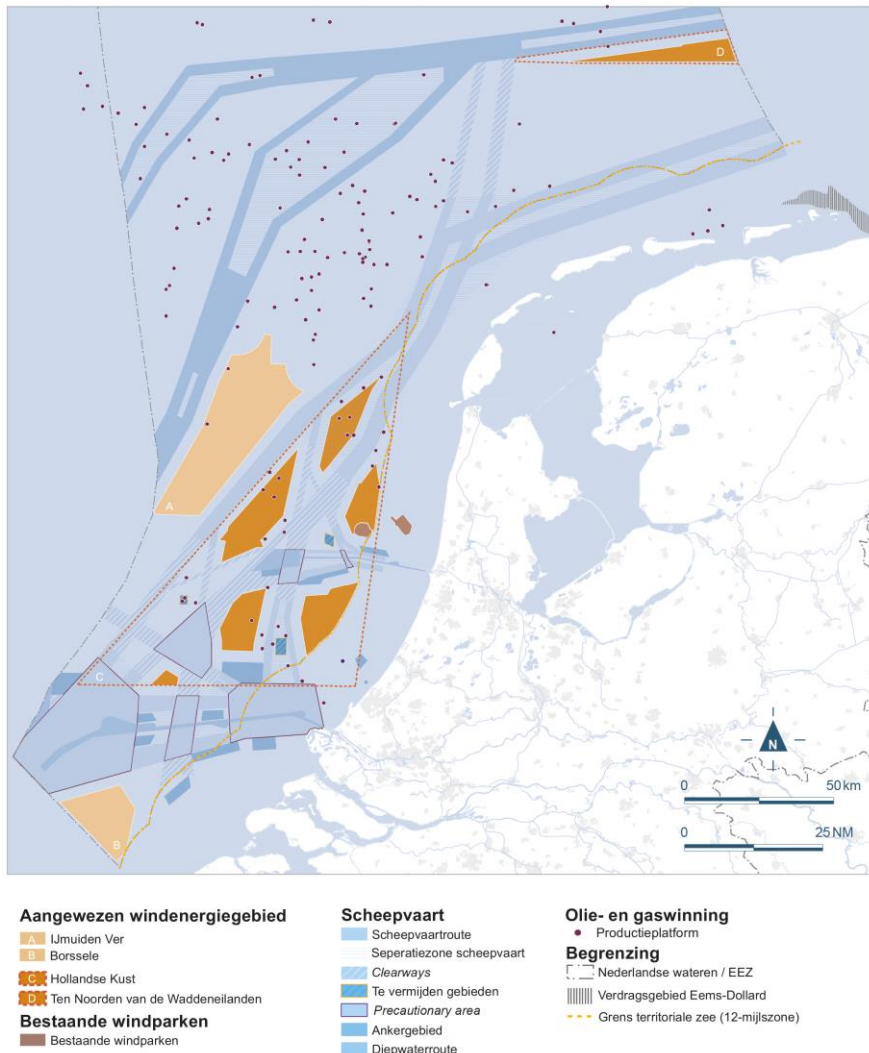 D
A
C
B
N
0 50 km
0 25 NM
Aangewezen windenergiegebied
A IJmuiden Ver
B Borssele
C Hollandse Kust
D Ten Noorden van de Waddeneilanden
Bestaande windparken
Bestaande windparken
Scheepvaart
Scheepvaartroute
Seperatiezone scheepvaart
Clearways
Te vermijden gebieden
Precautionary area
Ankergebied
Diepwaterroute
Olie- en gaswinning
Productieplatform
Begrenzing
Nederlandse wateren / EEZ
Verdragsgebied Eems-Dollard
Grens territoriale zee (12-mijlszone)